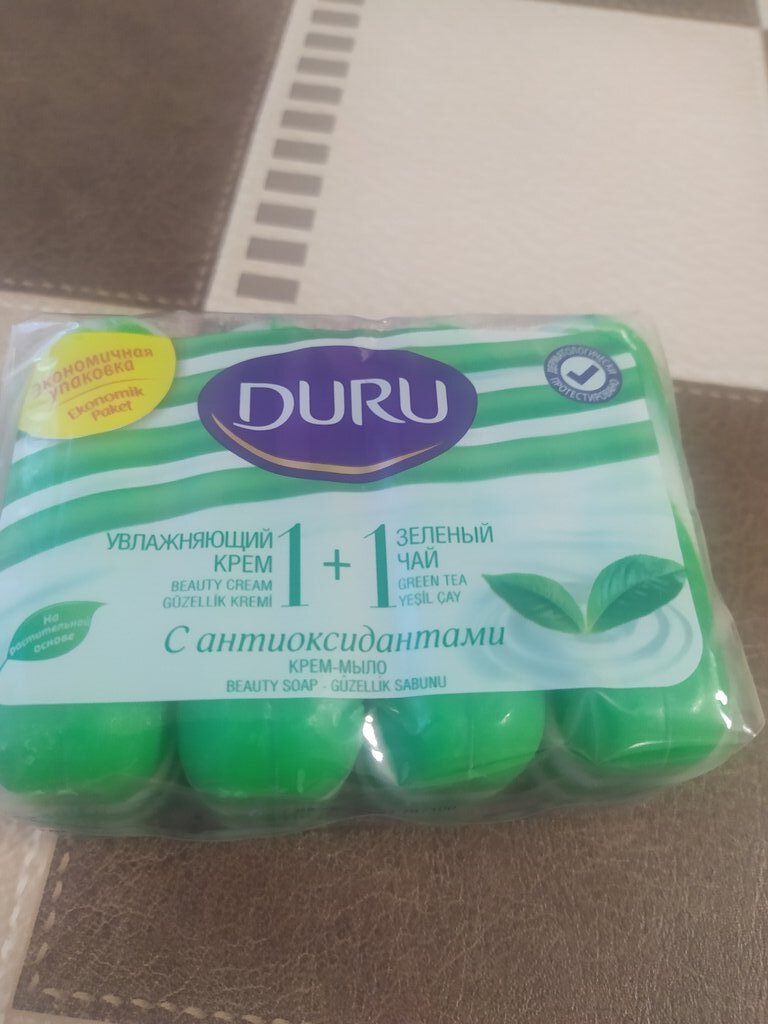 Экономичная
упаковка
Ekonomik
Paket
DURU
ДЕРМАТОЛОГИЧЕСКИ
ПРОТЕСТИРОВАНО
УВЛАЖНЯЮЩИЙ
КРЕМ
BEAUTY CREAM
GÜZELLİK KREMİ
1+1
ЗЕЛЕНЫЙ
ЧАЙ
GREEN TEA
YEŞİL ÇAY
На
растительной
основе
С антиоксидантами
КРЕМ-МЫЛО
BEAUTY SOAP - GÜZELLİK SABUNU